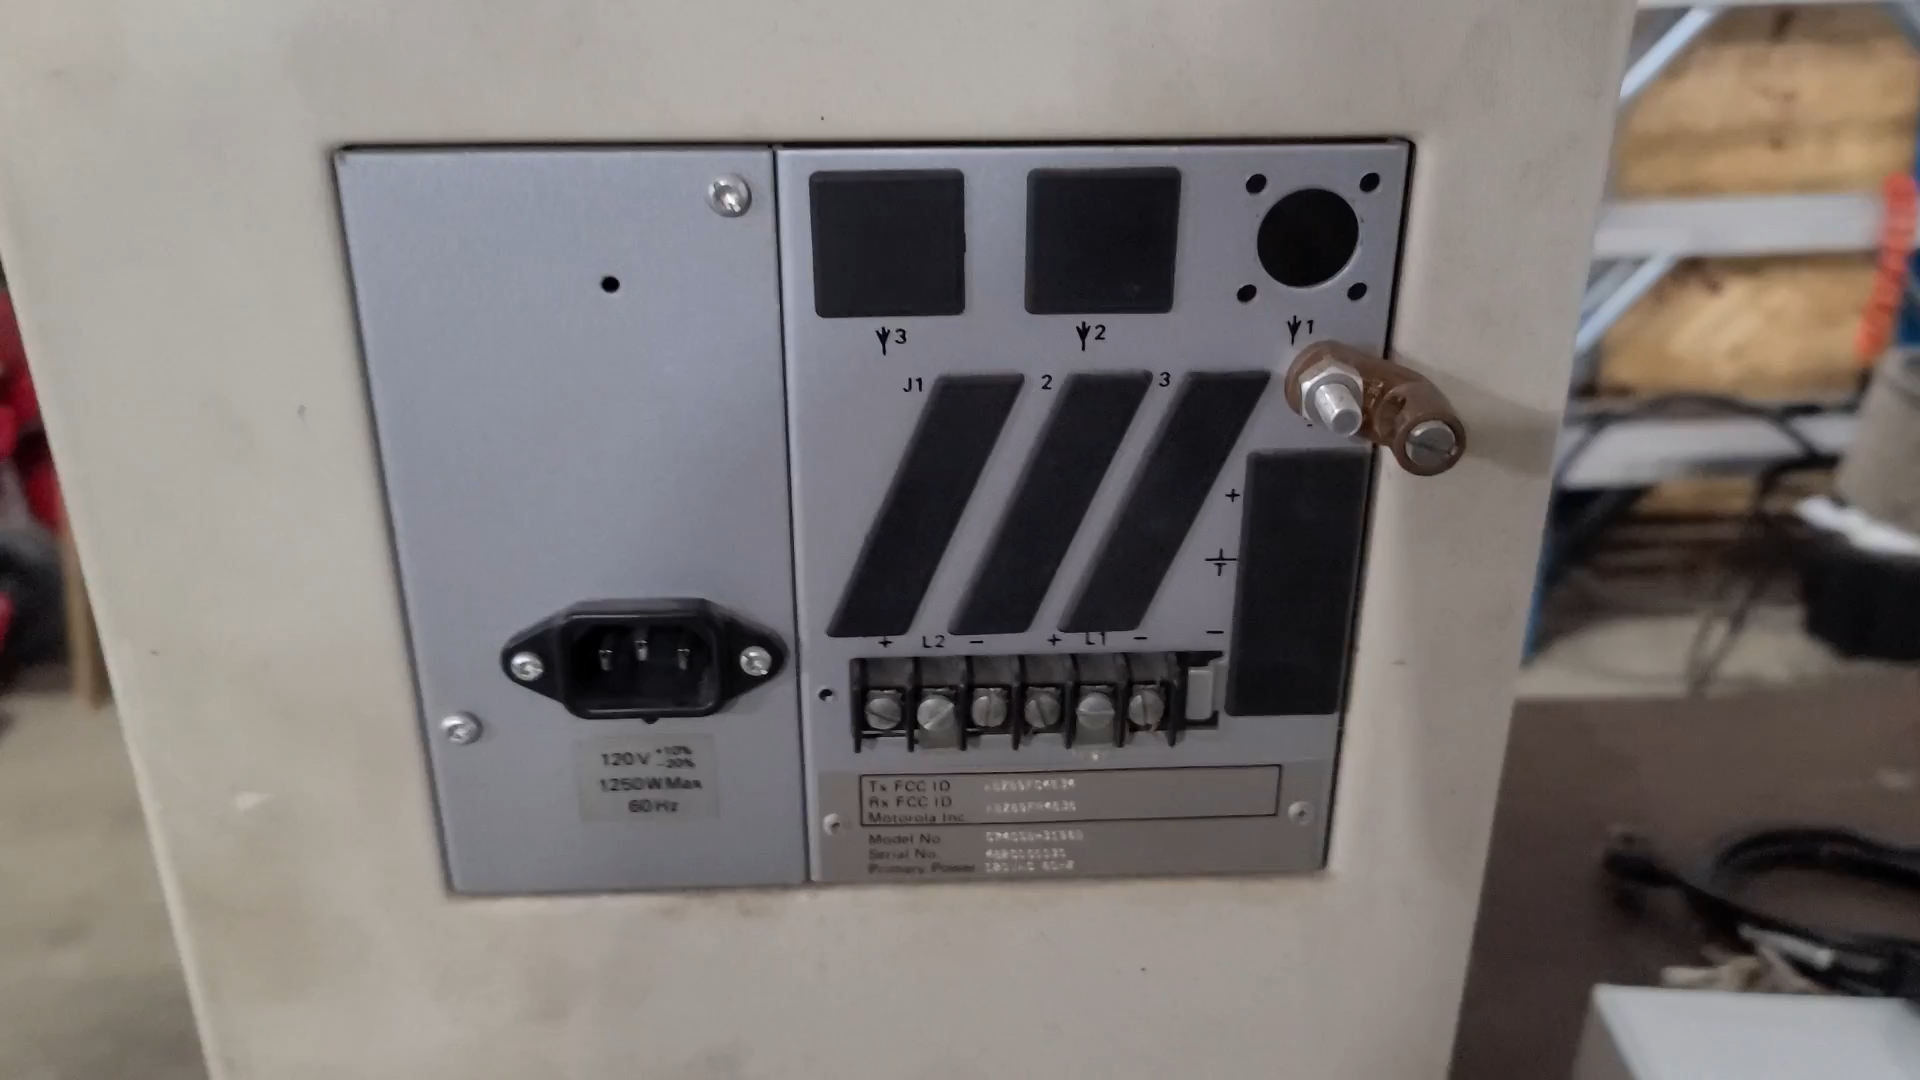 3 2 1
J1 2 3
+
-
+ L2 - + L1 -
120V +10%
-20%
1250W Max
60 Hz
Tx FCC ID
Rx FCC ID
Motorola Inc.
Model No.
Serial No.
Primary Power